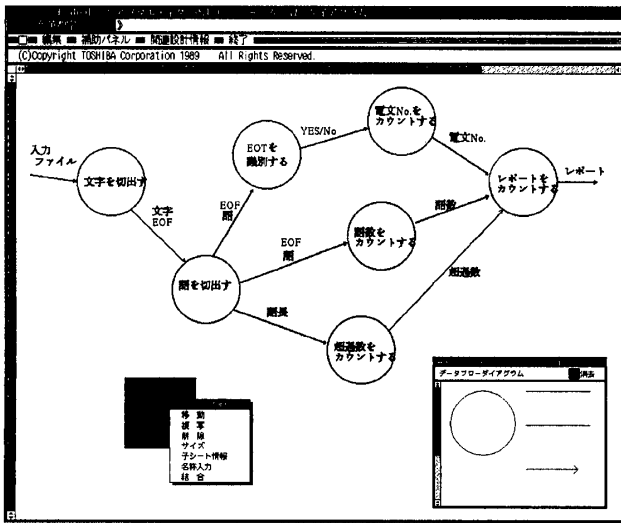 編集 補助パネル 関連設計情報 終了
(C)Copyright TOSHIBA Corporation 1989 All Rights Reserved.
入力
ファイル
文字を切出す
文字
EOF
語を切出す
EOF
語
EOTを
識別する
YES/No
電文No.を
カウントする
電文No.
EOF
語
語数を
カウントする
語数
語長
超過数を
カウントする
超過数
レポートを
カウントする
レポート
移 動
複 写
削 除
サイズ
子シート情報
名称入力
結 合
データフローダイアグラム
消去